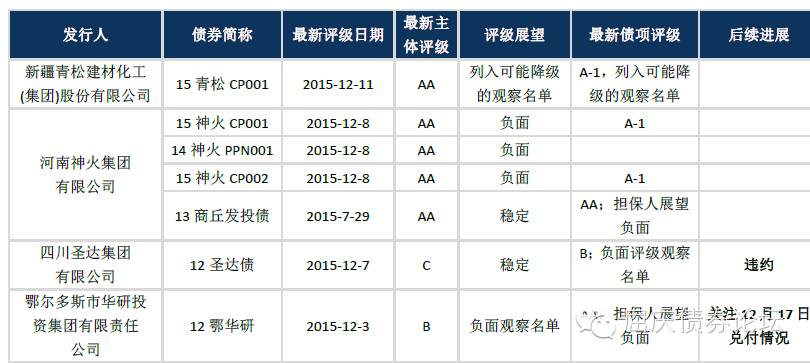 发行人 债券简称 最新评级日期 最新主体评级 评级展望 最新债项评级 后续进展
新疆青松建材化工(集团)股份有限公司 15 青松 CP001 2015-12-11 AA 列入可能降级的观察名单 A-1，列入可能降级的观察名单
河南神火集团有限公司 15 神火 CP001 2015-12-8 AA 负面 A-1
14 神火 PPN001 2015-12-8 AA 负面
15 神火 CP002 2015-12-8 AA 负面 A-1
13 商丘发投债 2015-7-29 AA 稳定 AA；担保人展望负面
四川圣达集团有限公司 12 圣达债 2015-12-7 C 稳定 B；负面评级观察名单 违约
鄂尔多斯市华研投资集团有限责任公司 12 鄂华研 2015-12-3 B 负面观察名单 担保人展望负面 关注 12 月 17 日兑付情况
屈庆债券论坛